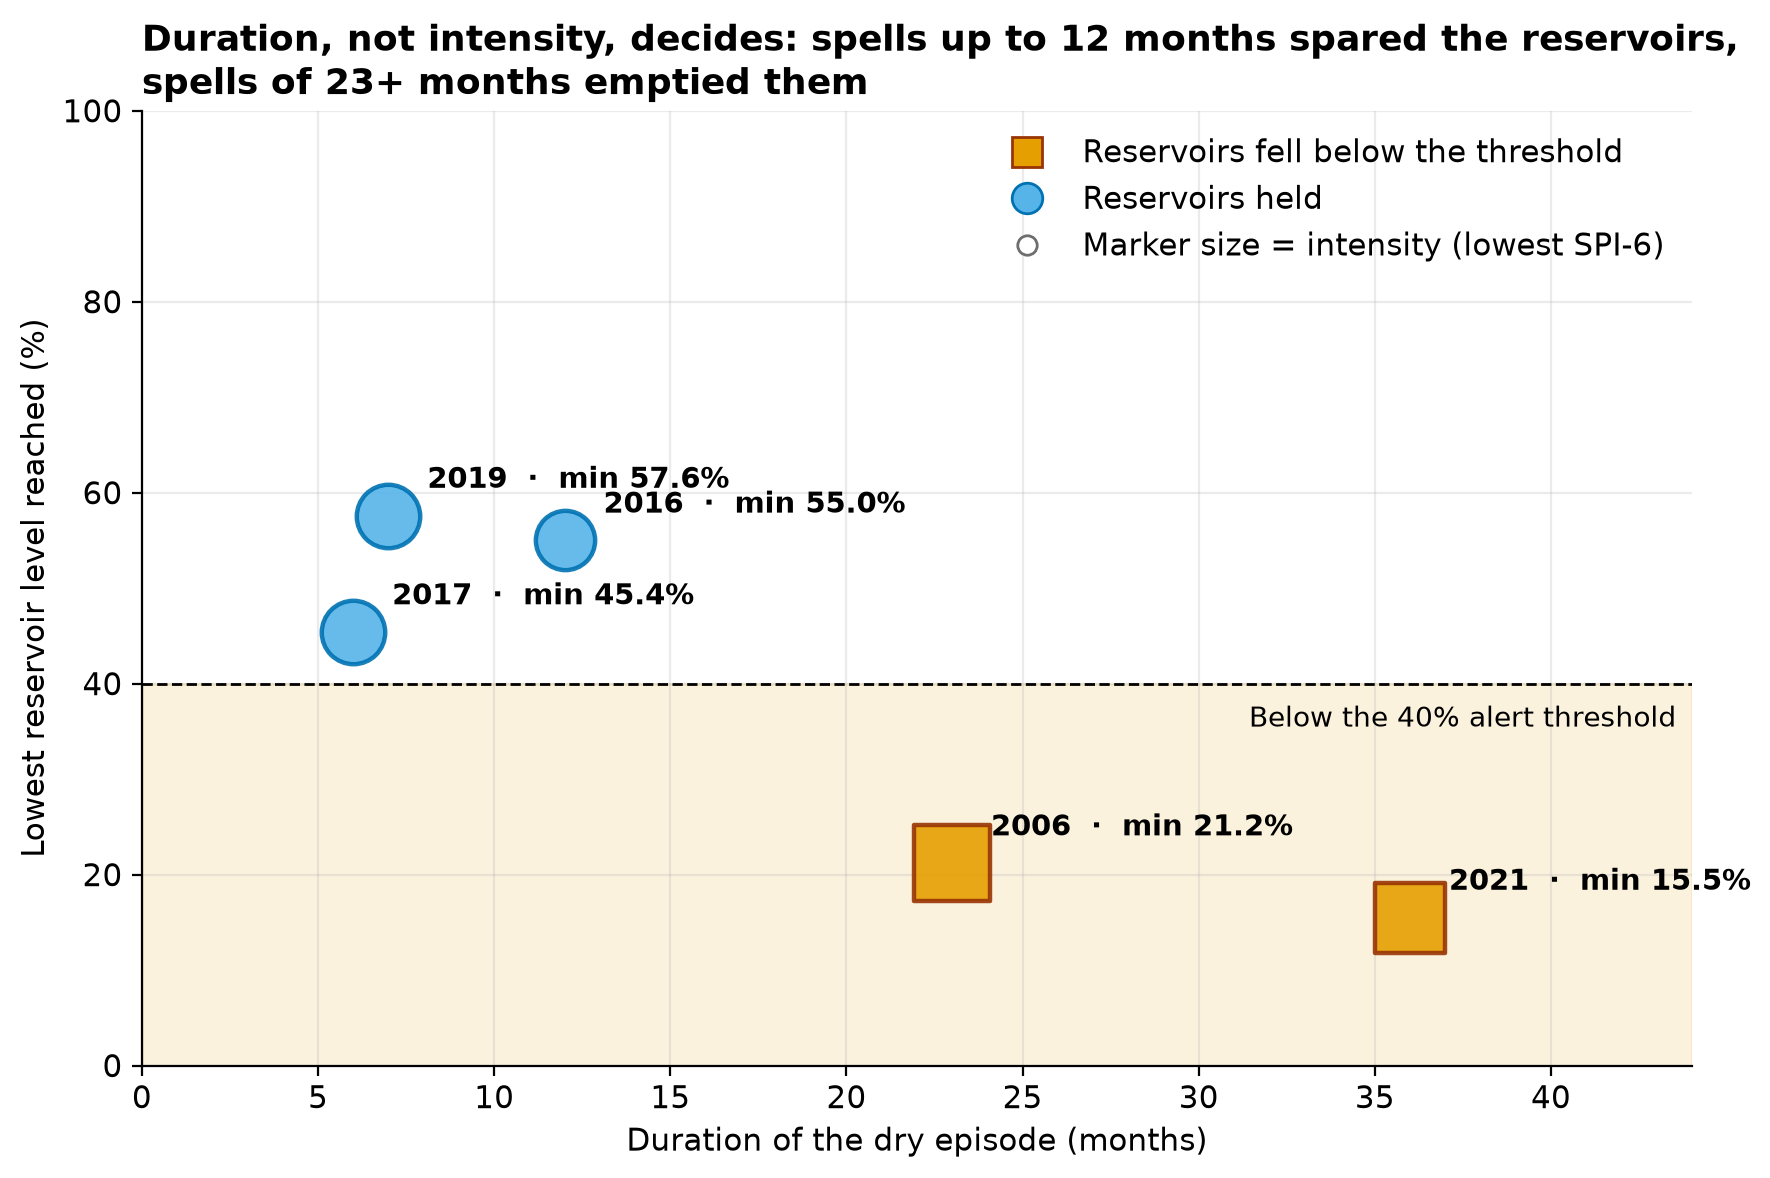 Duration, not intensity, decides: spells up to 12 months spared the reservoirs,
spells of 23+ months emptied them
Reservoirs fell below the threshold
Reservoirs held
Marker size = intensity (lowest SPI-6)
Lowest reservoir level reached (%)
100
80
60
40
20
0
2019 · min 57.6%
2016 · min 55.0%
2017 · min 45.4%
Below the 40% alert threshold
2006 · min 21.2%
2021 · min 15.5%
0 5 10 15 20 25 30 35 40
Duration of the dry episode (months)